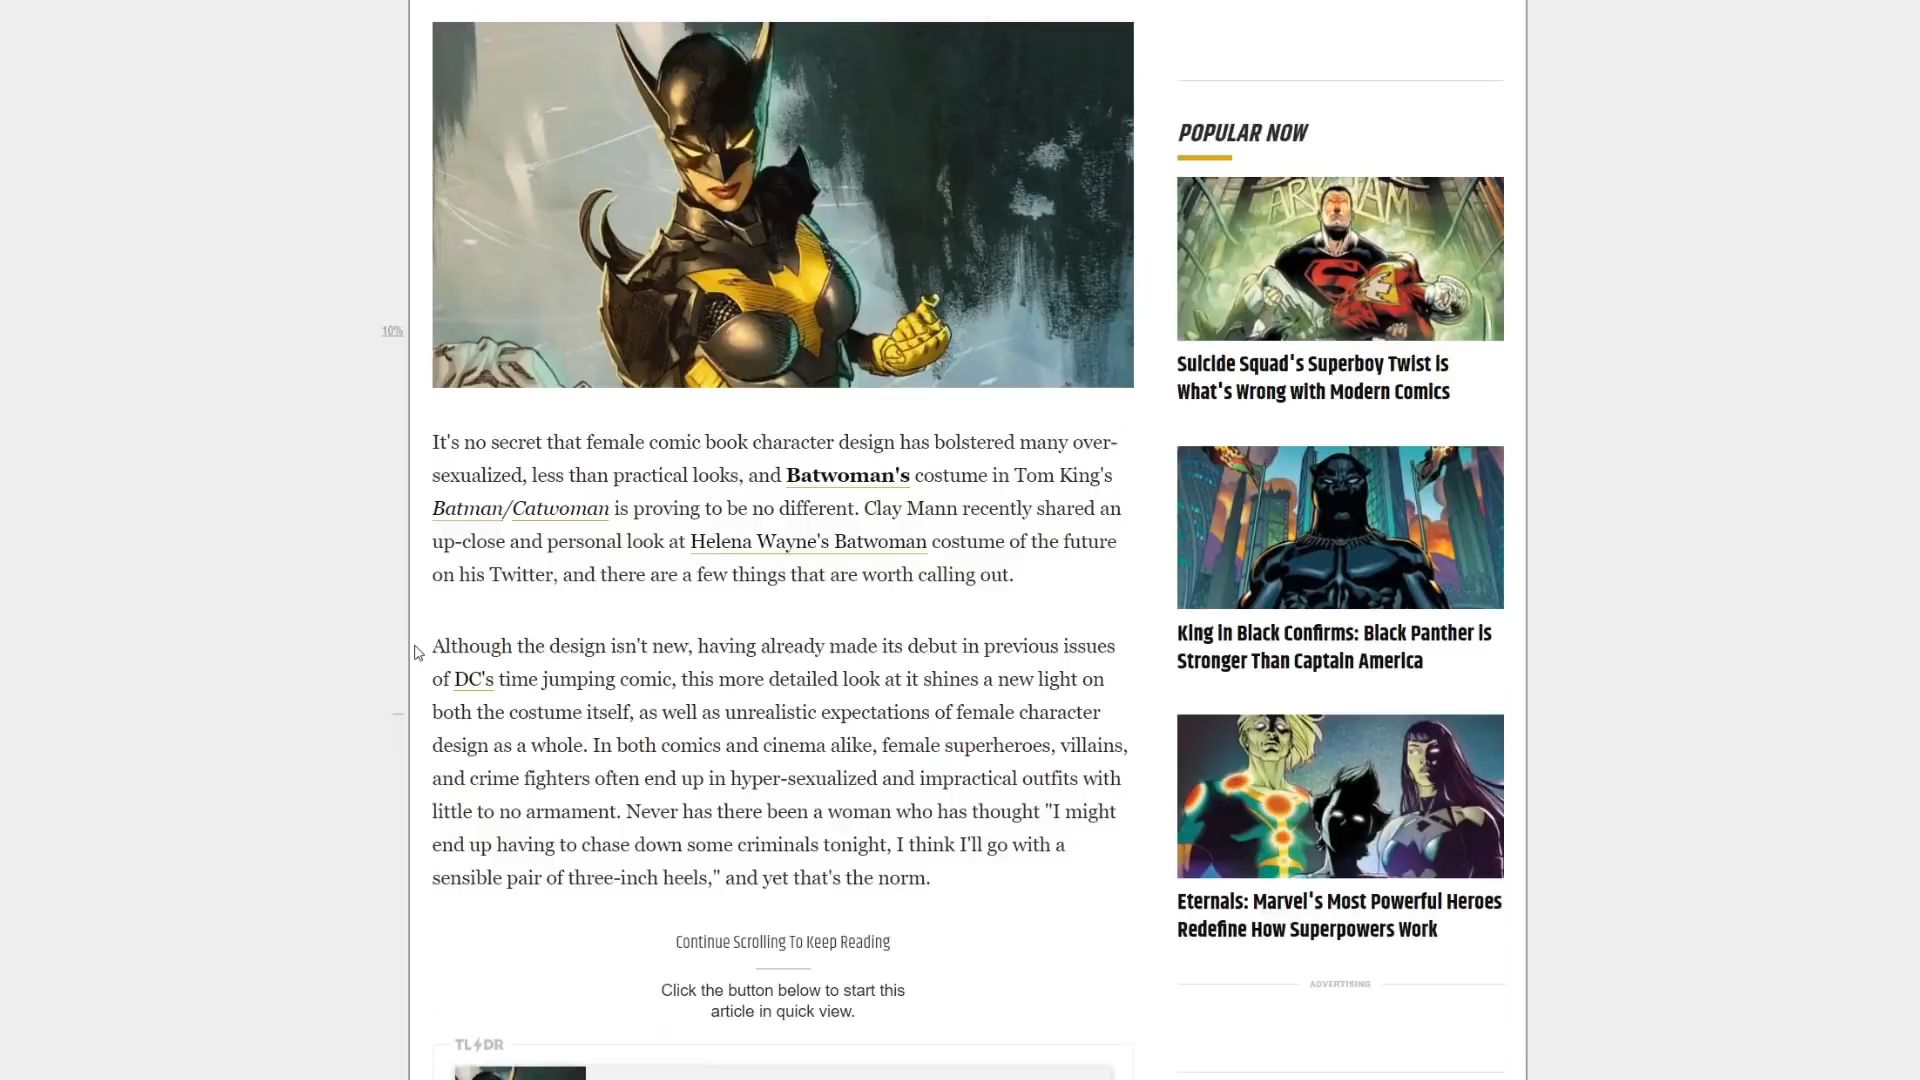 10%
It's no secret that female comic book character design has bolstered many over-
sexualized, less than practical looks, and Batwoman's costume in Tom King's
Batman/Catwoman is proving to be no different. Clay Mann recently shared an
up-close and personal look at Helena Wayne's Batwoman costume of the future
on his Twitter, and there are a few things that are worth calling out.
Although the design isn't new, having already made its debut in previous issues
of DC's time jumping comic, this more detailed look at it shines a new light on
both the costume itself, as well as unrealistic expectations of female character
design as a whole. In both comics and cinema alike, female superheroes, villains,
and crime fighters often end up in hyper-sexualized and impractical outfits with
little to no armament. Never has there been a woman who has thought "I might
end up having to chase down some criminals tonight, I think I'll go with a
sensible pair of three-inch heels," and yet that's the norm.
Continue Scrolling To Keep Reading
Click the button below to start this
article in quick view.
TL DR
POPULAR NOW
ARKHAM
Suicide Squad's Superboy Twist is
What's Wrong with Modern Comics
King in Black Confirms: Black Panther is
Stronger Than Captain America
Eternals: Marvel's Most Powerful Heroes
Redefine How Superpowers Work
ADVERTISING